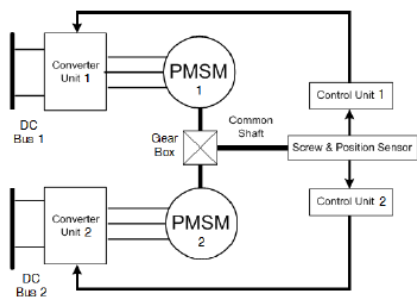 Converter
Unit 1
PMSM
1
Control Unit 1
DC
Bus 1
Gear
Box
Common
Shaft
Screw & Position Sensor
Converter
Unit 2
PMSM
2
Control Unit 2
DC
Bus 2